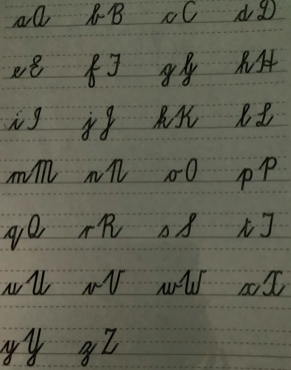 aA bB cC dD
eE fF gG hH
iI jJ kK lL
mM nN oO pP
qQ rR sS tT
uU vV wW xX
yY zZ